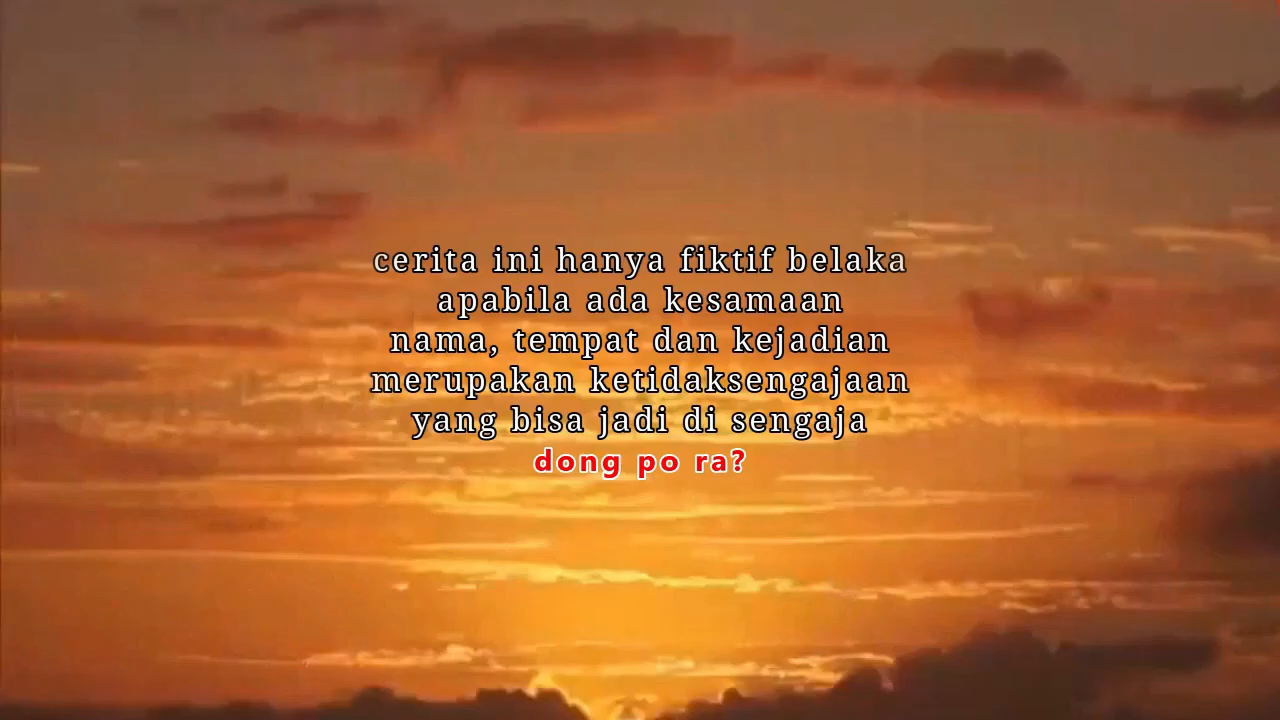 cerita ini hanya fiktif belaka
apabila ada kesamaan
nama, tempat dan kejadian
merupakan ketidaksengajaan
yang bisa jadi di sengaja
dong po ra?